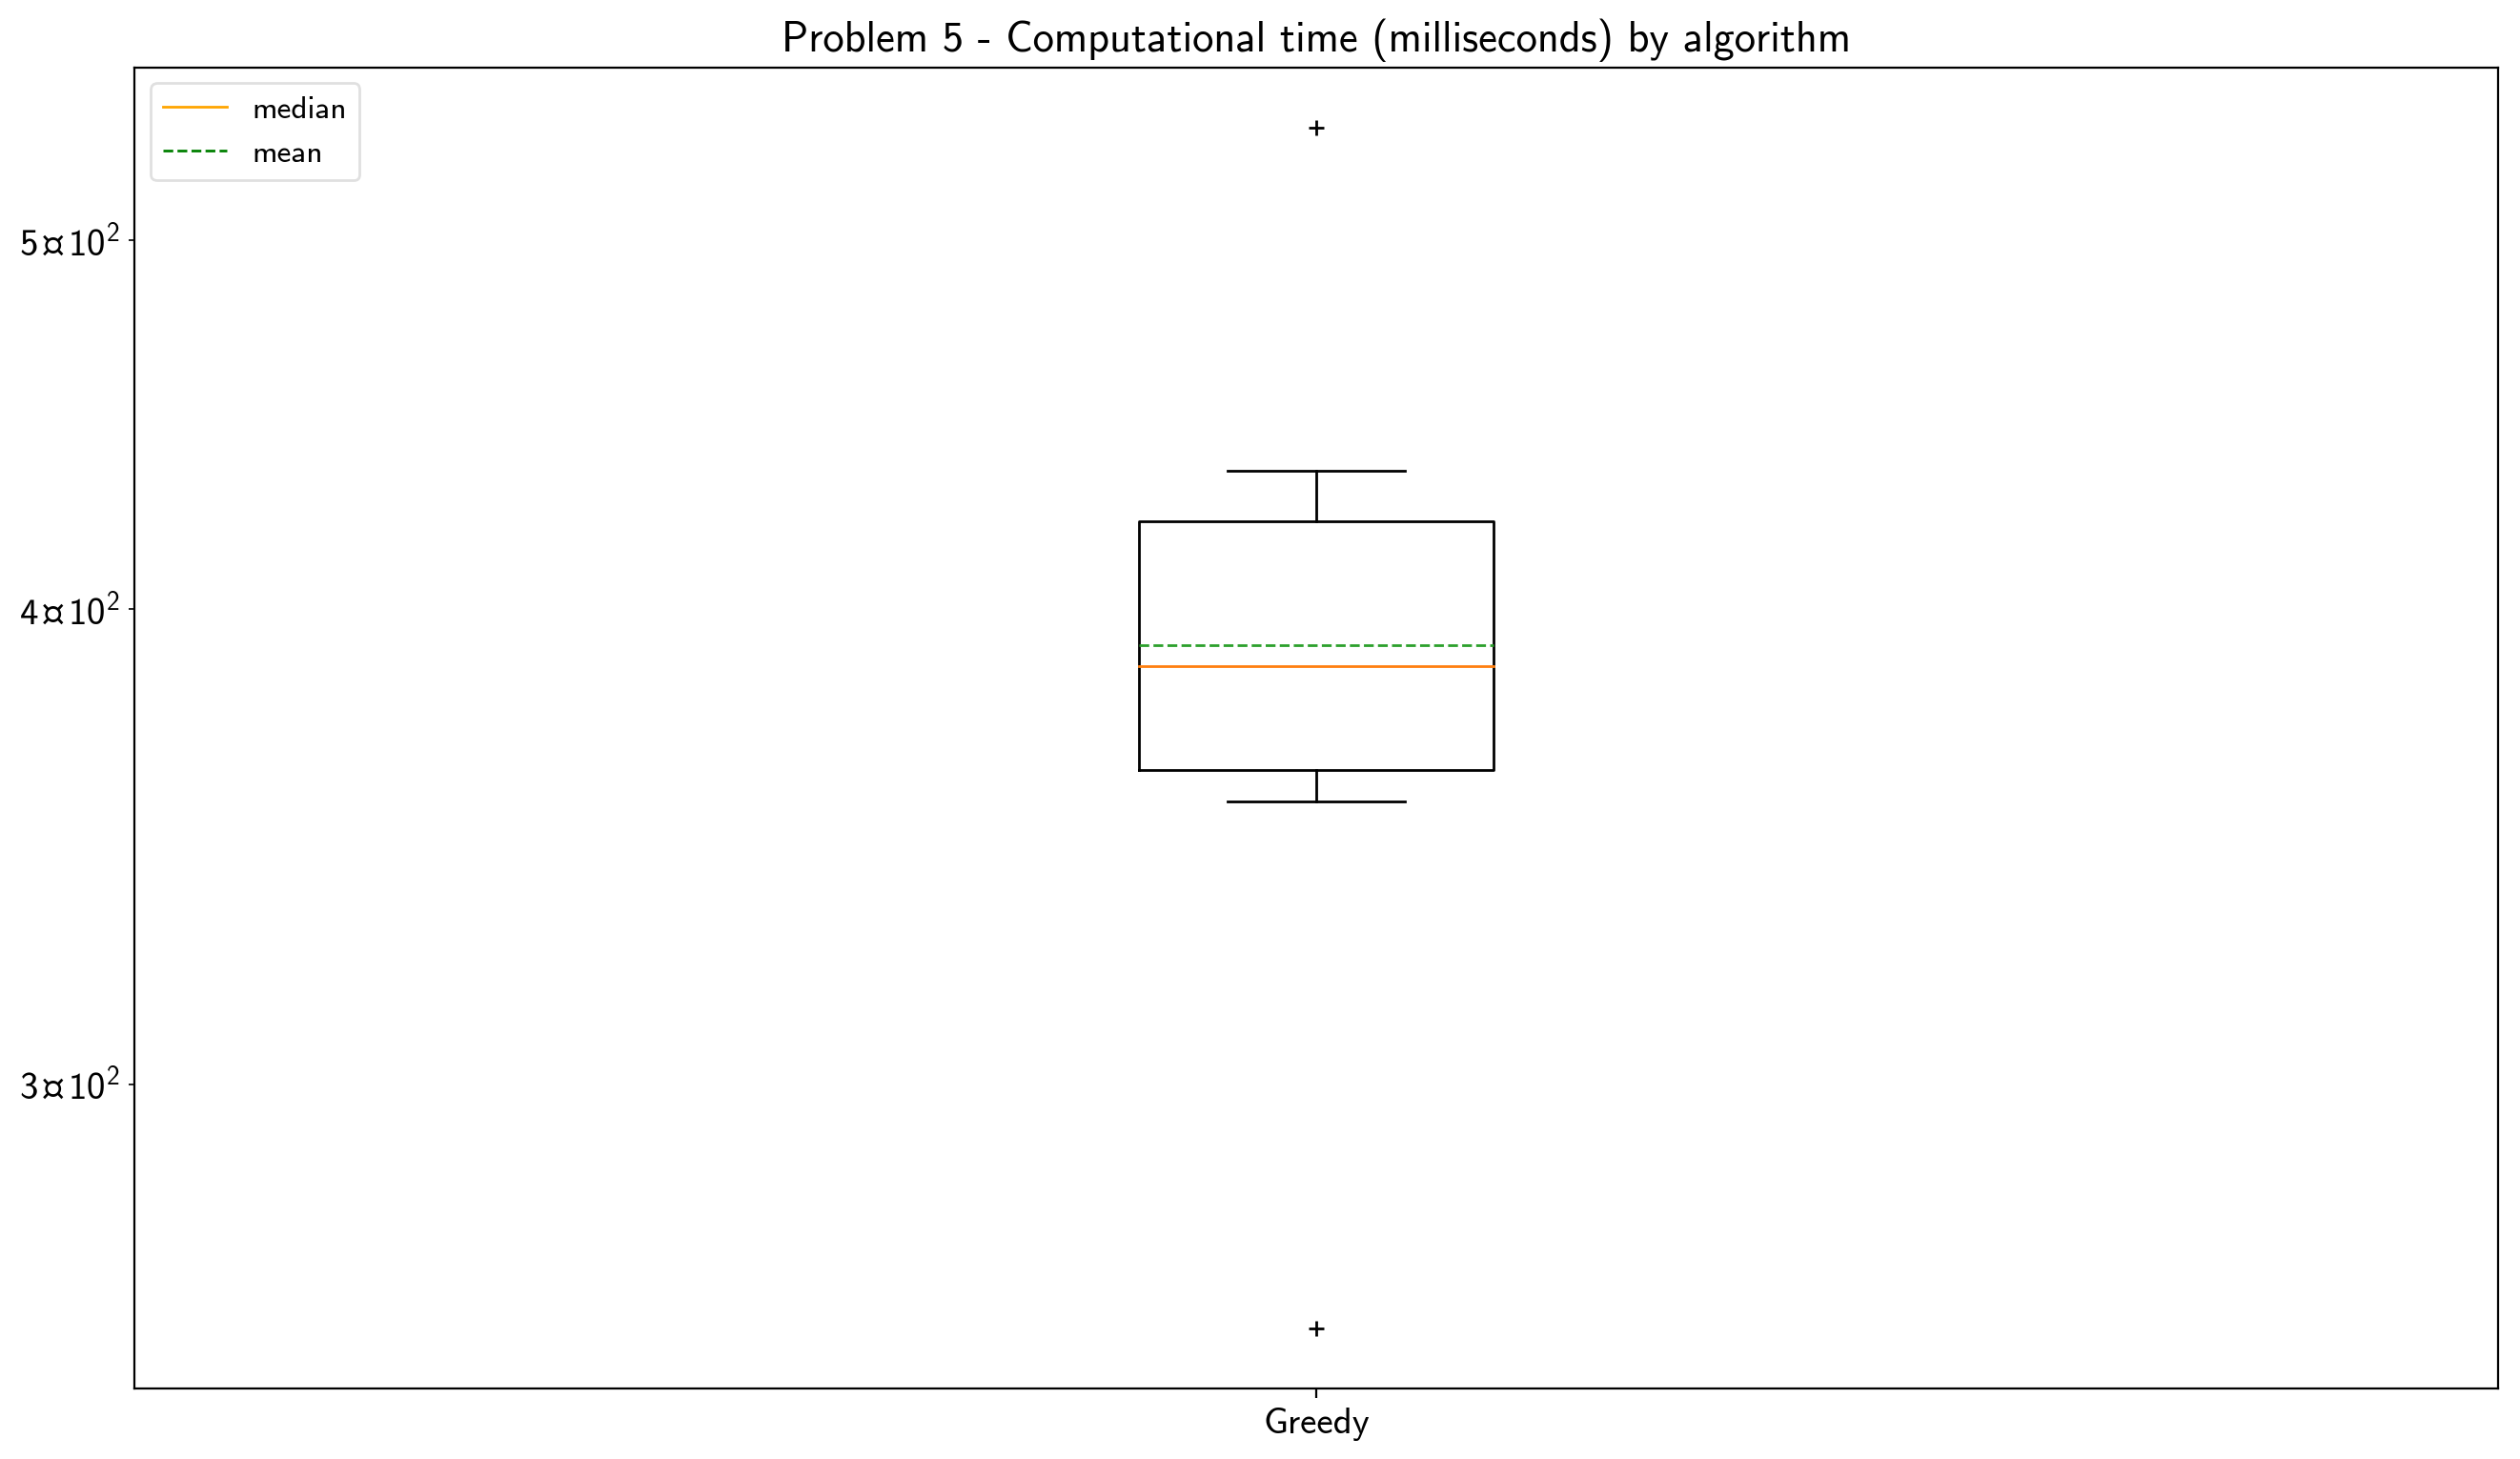 Problem 5 - Computational time (milliseconds) by algorithm
median
mean
5¤10²
4¤10²
3¤10²
Greedy